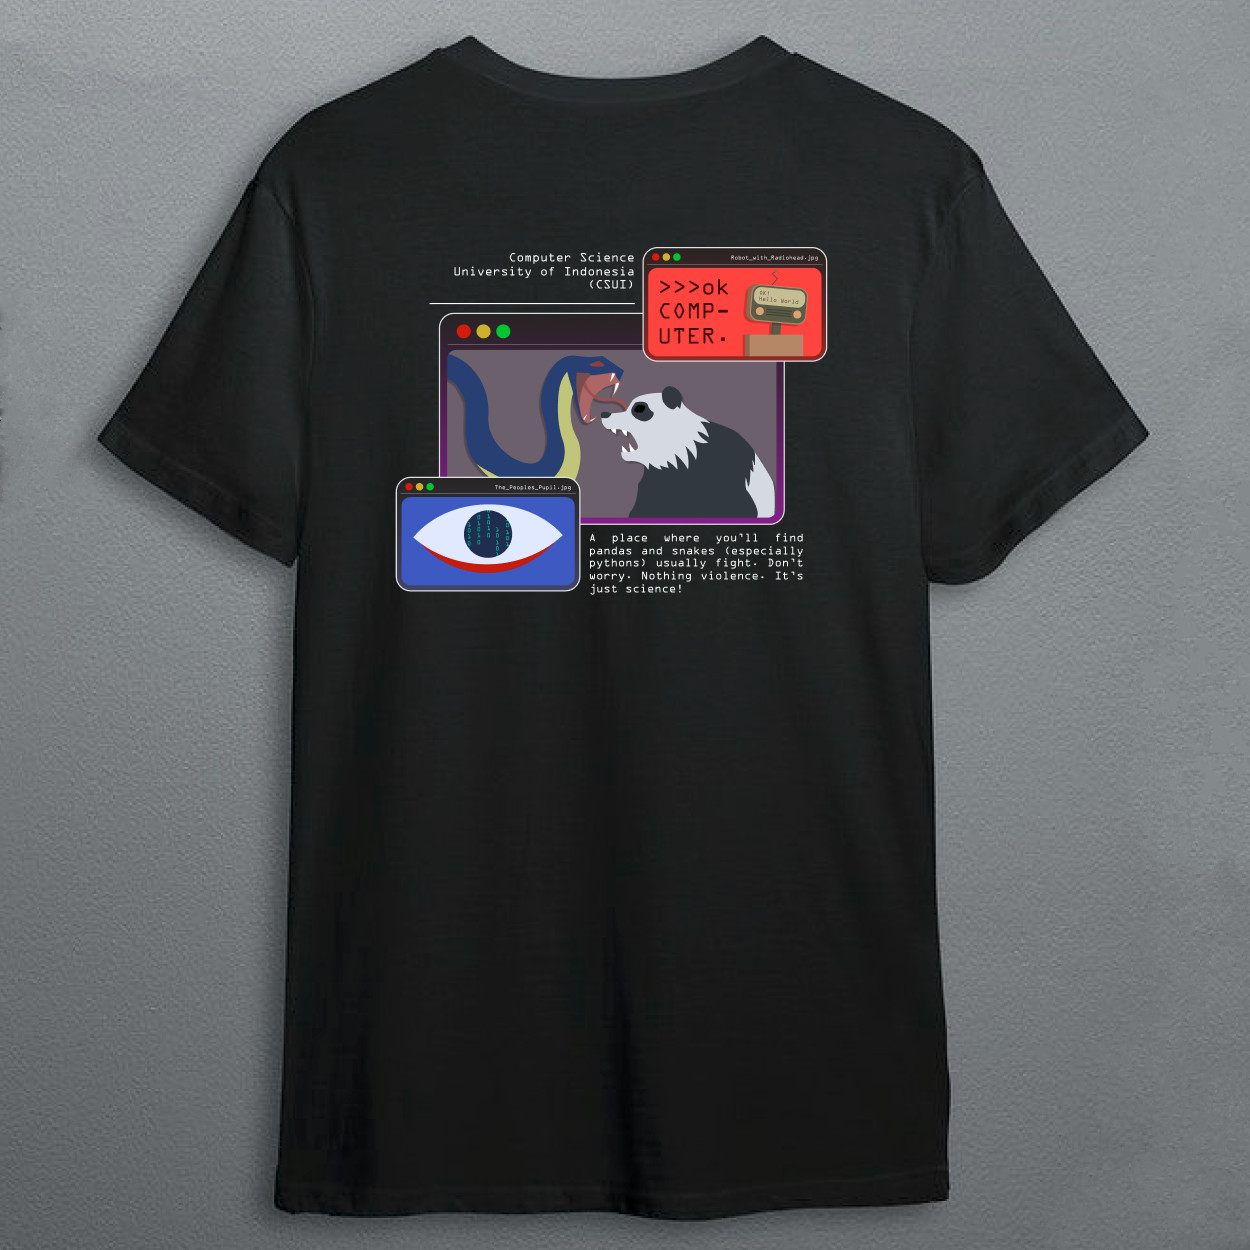 Computer Science
University of Indonesia
(CSUI)
Robot_with_Radiohead.jpg
>>>ok
COMP-
UTER.
OK!
Hello World
The_Peoples_Pupil.jpg
A place where you'll find
pandas and snakes (especially
pythons) usually fight. Don't
worry. Nothing violence. It's
just science!